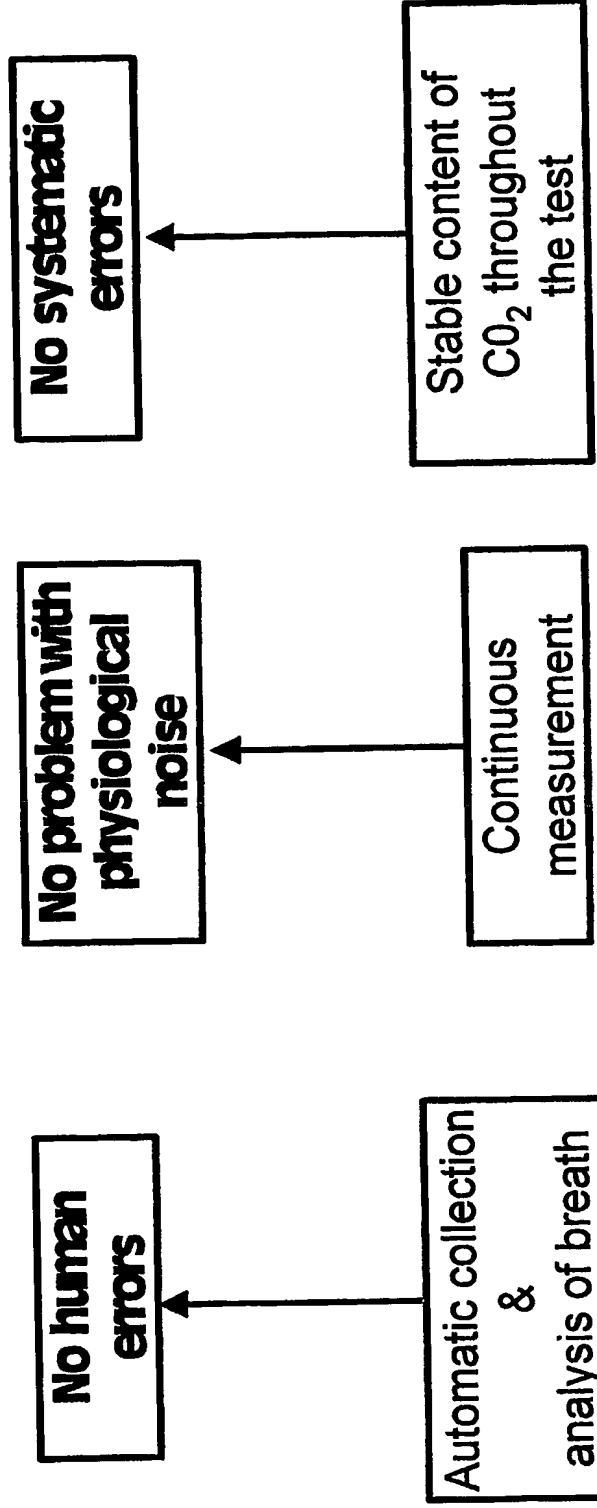 No human
errors
Automatic collection
&
analysis of breath
No problem with
physiological
noise
Continuous
measurement
No systematic
errors
Stable content of
C0₂ throughout
the test